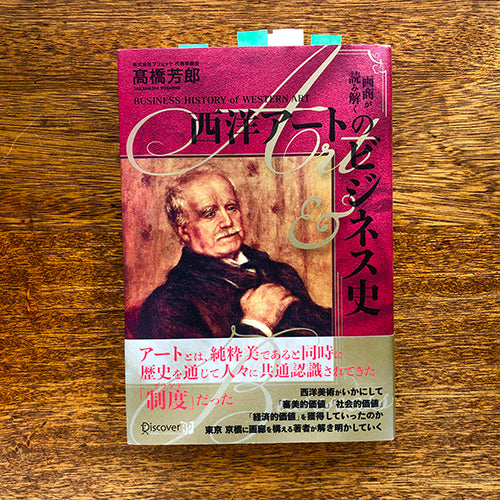 株式会社ブリュッケ 代表取締役
髙橋芳郎
TAKAHASHI YOSHIRO
BUSINESS HISTORY of WESTERN ART
画商が
読み解く
西洋アートのビジネス史
Art
&
アートとは、純粋美であると同時に
歴史を通じて人々に共通認識されてきた
「制度」だった
西洋美術がいかにして
「審美的価値」「社会的価値」
「経済的価値」を獲得していったのか
東京 京橋に画廊を構える著者が解き明かしていく
Discover